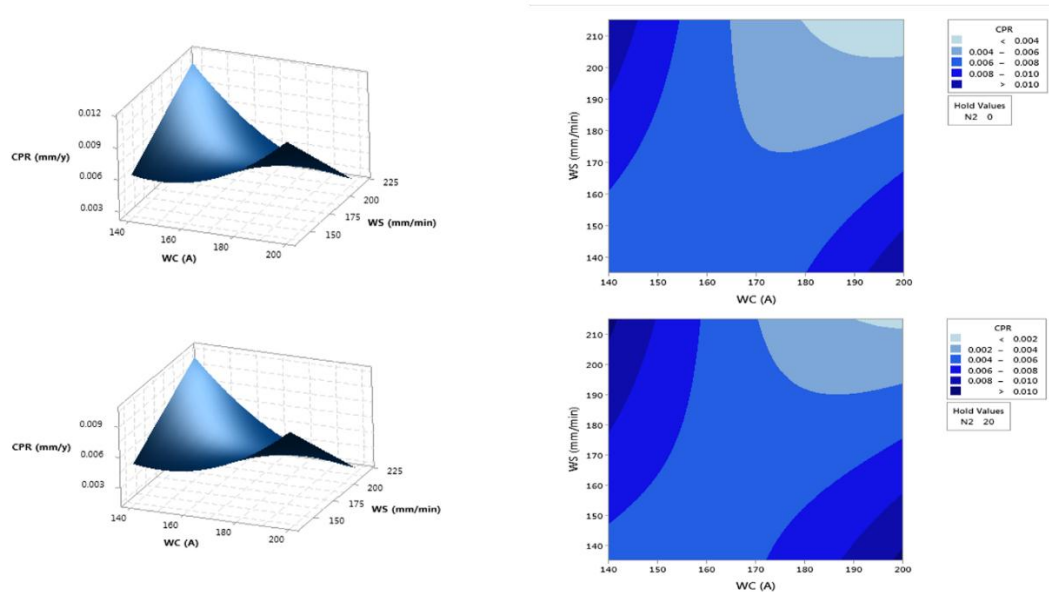 0.012
0.009
CPR (mm/y)
0.006
0.003
140
160
WC (A)
180
200
150
175
WS (mm/min)
200
225
210
200
190
180
170
160
150
140
WS (mm/min)
140 150 160 170 180 190 200
WC (A)
CPR
< 0.004
0.004 – 0.006
0.006 – 0.008
0.008 – 0.010
> 0.010
Hold Values
N2 0
0.009
CPR (mm/y)
0.006
0.003
140
160
WC (A)
180
200
150
175
WS (mm/min)
200
225
210
200
190
180
170
160
150
140
WS (mm/min)
140 150 160 170 180 190 200
WC (A)
CPR
< 0.002
0.002 – 0.004
0.004 – 0.006
0.006 – 0.008
0.008 – 0.010
> 0.010
Hold Values
N2 20